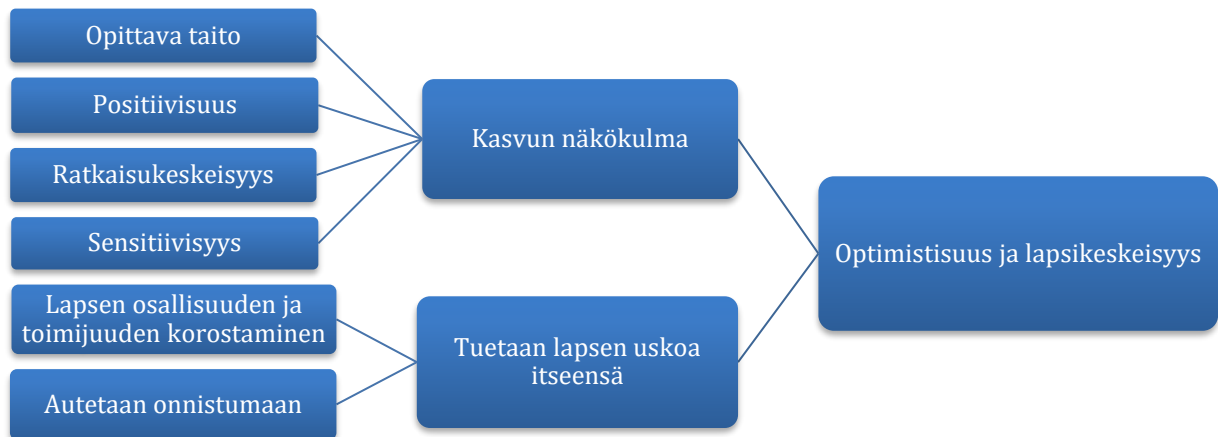 Opittava taito
Positiivisuus
Ratkaisukeskeisyys
Sensitiivisyys
Lapsen osallisuuden ja
toimijuuden korostaminen
Autetaan onnistumaan
Kasvun näkökulma
Tuetaan lapsen uskoa
itseensä
Optimistisuus ja lapsikeskeisyys